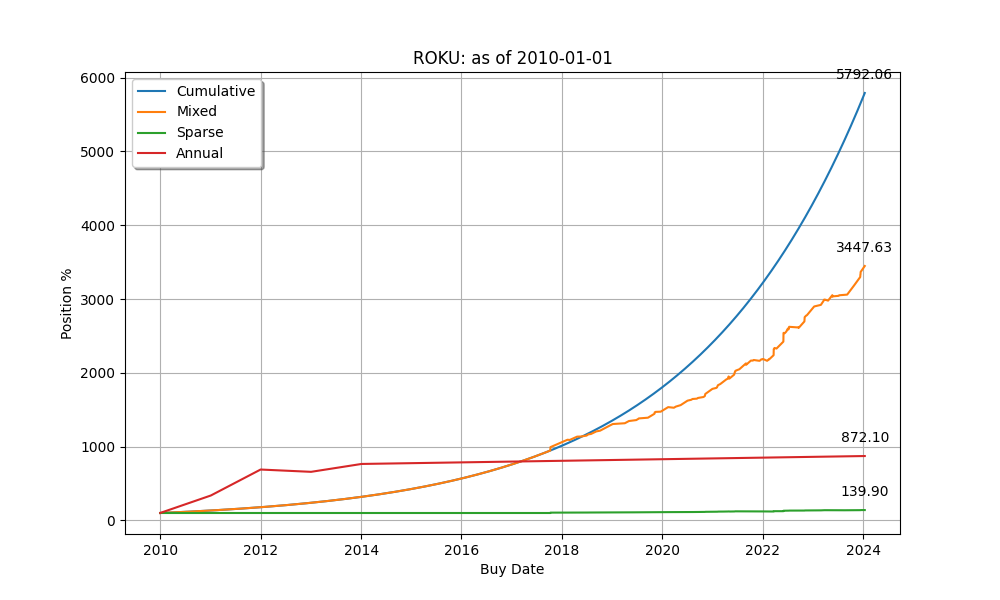 ROKU: as of 2010-01-01
6000
5000
4000
3000
2000
1000
0
Position %
Cumulative
Mixed
Sparse
Annual
5792.06
3447.63
872.10
139.90
2010 2012 2014 2016 2018 2020 2022 2024
Buy Date